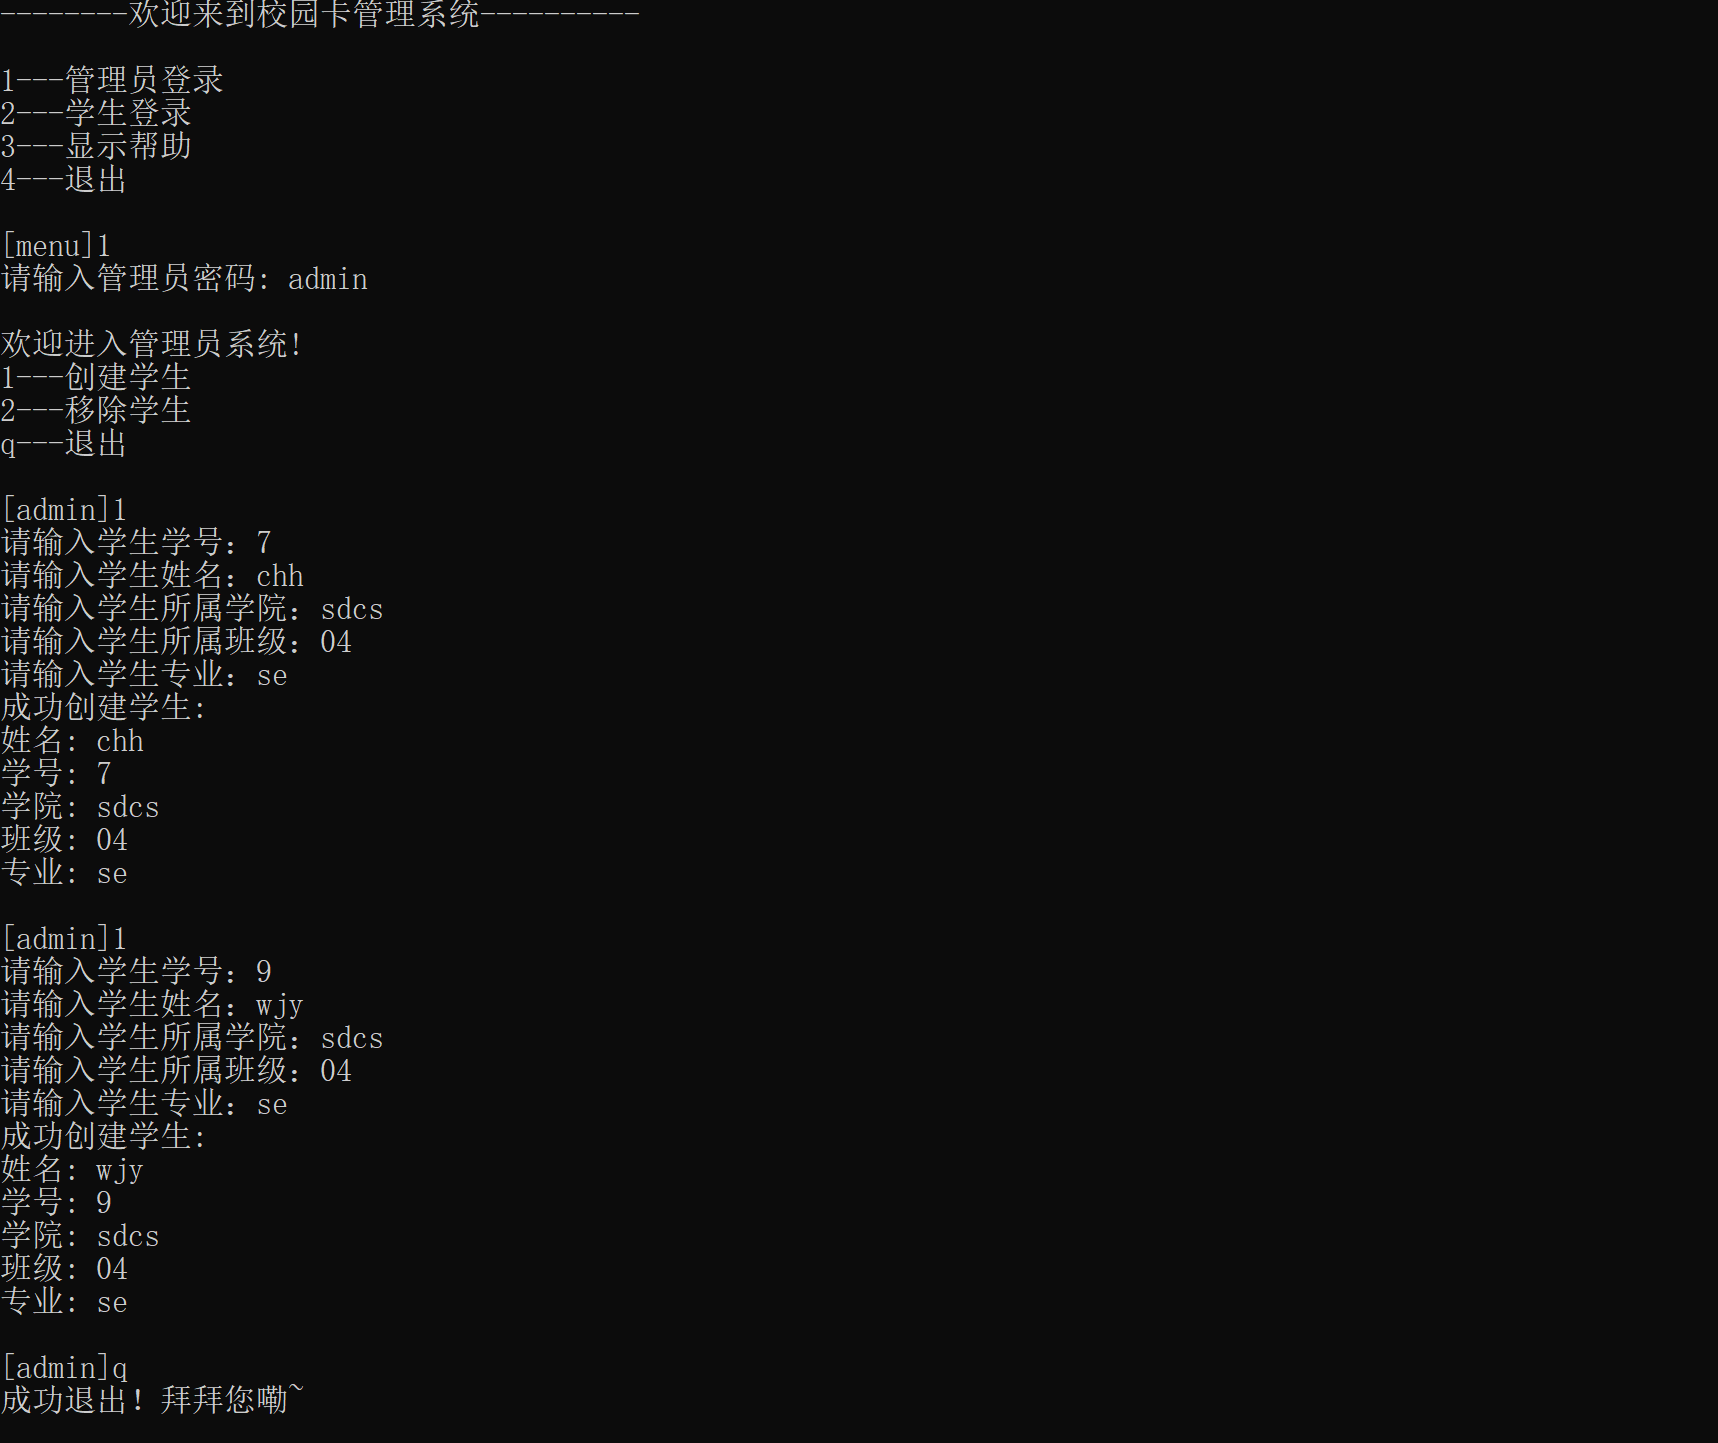 --------欢迎来到校园卡管理系统----------
1---管理员登录
2---学生登录
3---显示帮助
4---退出
[menu]1
请输入管理员密码: admin
欢迎进入管理员系统!
1---创建学生
2---移除学生
q---退出
[admin]1
请输入学生学号：7
请输入学生姓名：chh
请输入学生所属学院：sdcs
请输入学生所属班级：04
请输入学生专业：se
成功创建学生:
姓名: chh
学号: 7
学院: sdcs
班级: 04
专业: se
[admin]1
请输入学生学号：9
请输入学生姓名：wjy
请输入学生所属学院：sdcs
请输入学生所属班级：04
请输入学生专业：se
成功创建学生:
姓名: wjy
学号: 9
学院: sdcs
班级: 04
专业: se
[admin]q
成功退出！拜拜您嘞~